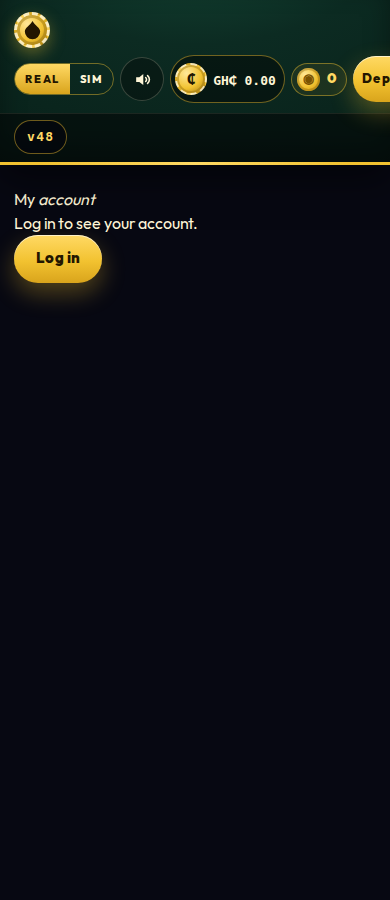 REAL SIM ₵ GH₵ 0.00 0 Dep
v48
My account
Log in to see your account.
Log in